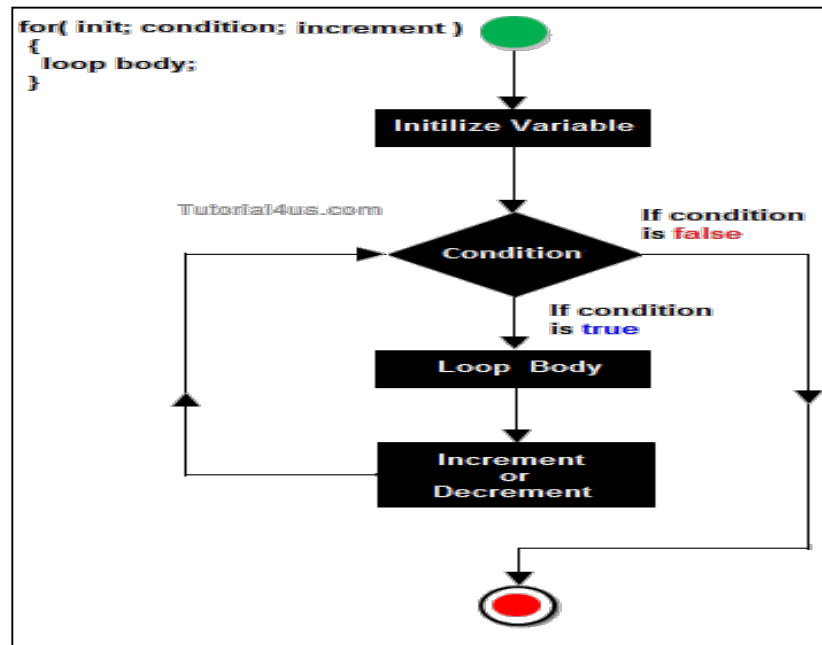 for( init; condition; increment )
{
loop body;
}
Initilize Variable
Tutorial4us.com
If condition
is false
Condition
If condition
is true
Loop Body
Increment
or
Decrement